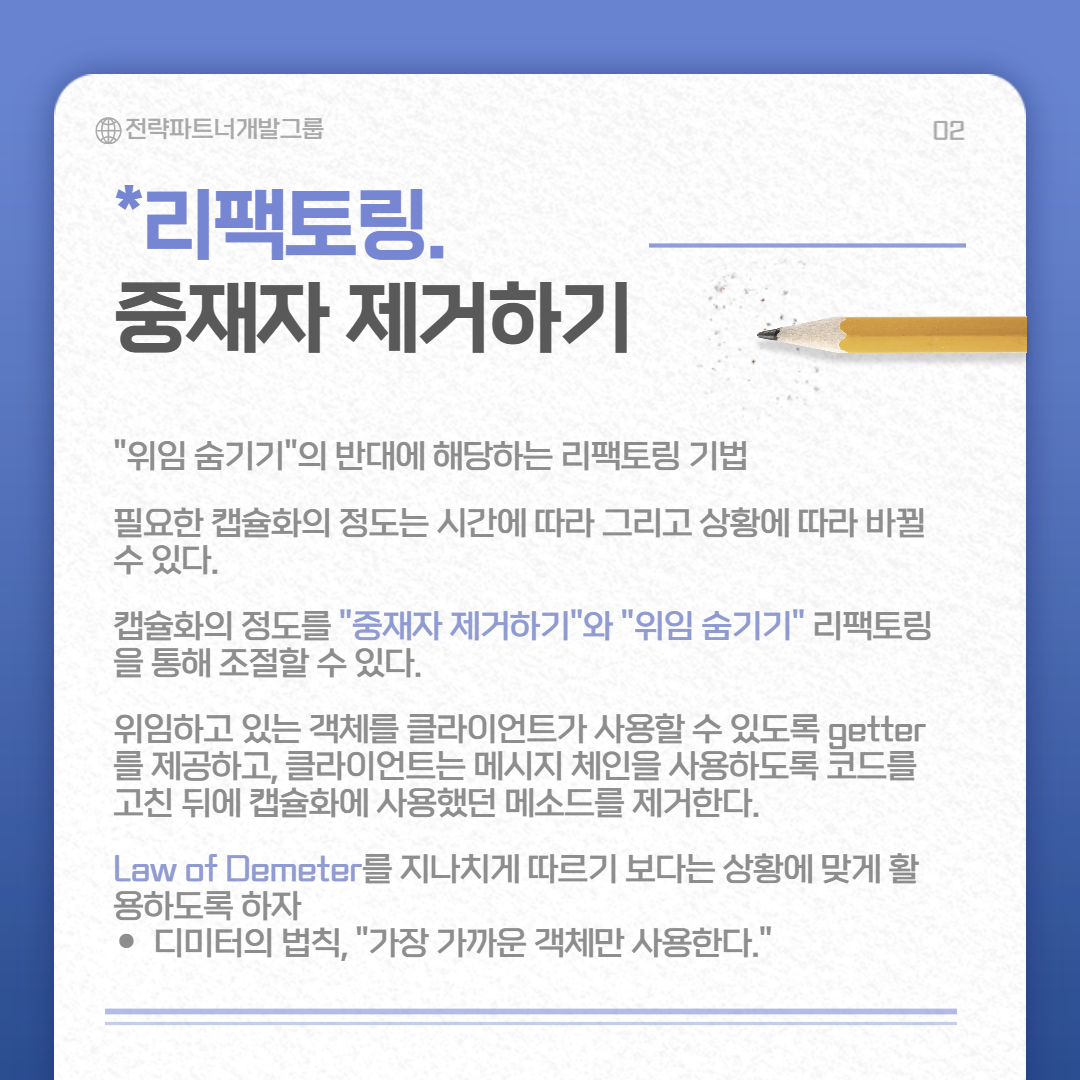 전략파트너개발그룹
02
*리팩토링.
중재자 제거하기
"위임 숨기기"의 반대에 해당하는 리팩토링 기법
필요한 캡슐화의 정도는 시간에 따라 그리고 상황에 따라 바뀔
수 있다.
캡슐화의 정도를 "중재자 제거하기"와 "위임 숨기기" 리팩토링
을 통해 조절할 수 있다.
위임하고 있는 객체를 클라이언트가 사용할 수 있도록 getter
를 제공하고, 클라이언트는 메시지 체인을 사용하도록 코드를
고친 뒤에 캡슐화에 사용했던 메소드를 제거한다.
Law of Demeter를 지나치게 따르기 보다는 상황에 맞게 활
용하도록 하자
• 디미터의 법칙, "가장 가까운 객체만 사용한다."